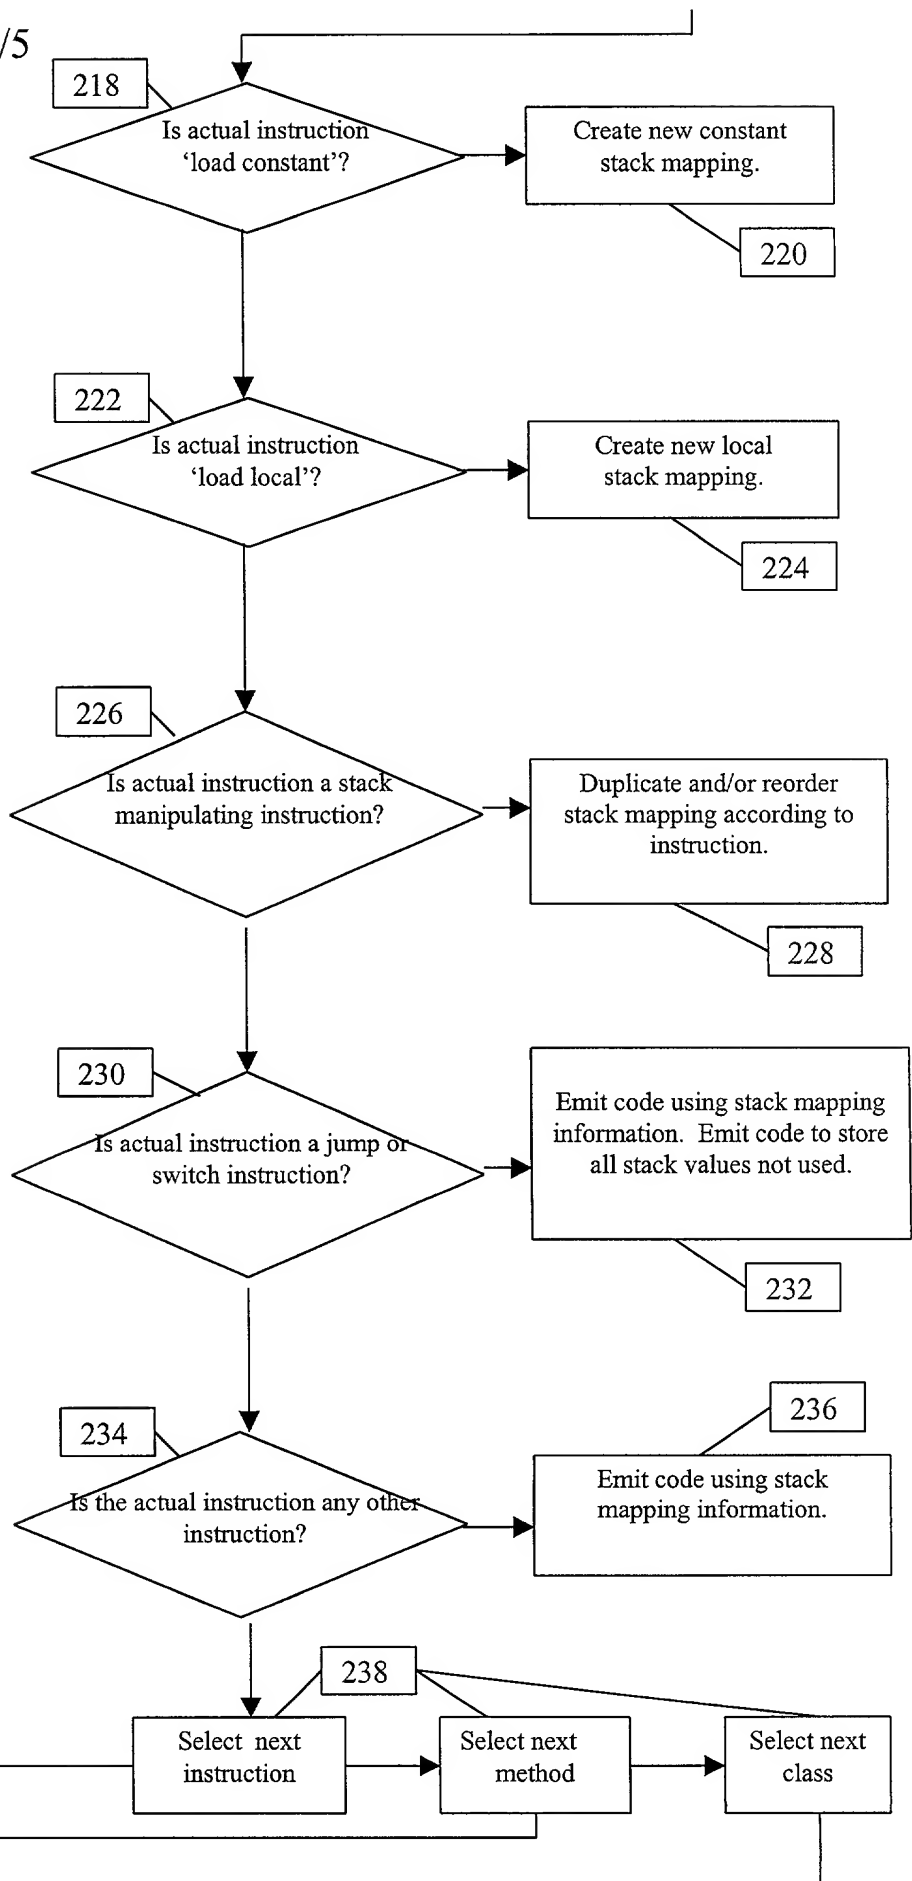 /5
218
Is actual instruction
‘load constant’?
Create new constant
stack mapping.
220
222
Is actual instruction
‘load local’?
Create new local
stack mapping.
224
226
Is actual instruction a stack
manipulating instruction?
Duplicate and/or reorder
stack mapping according to
instruction.
228
230
Is actual instruction a jump or
switch instruction?
Emit code using stack mapping
information. Emit code to store
all stack values not used.
232
234
Is the actual instruction any other
instruction?
236
Emit code using stack
mapping information.
238
Select next
instruction
Select next
method
Select next
class